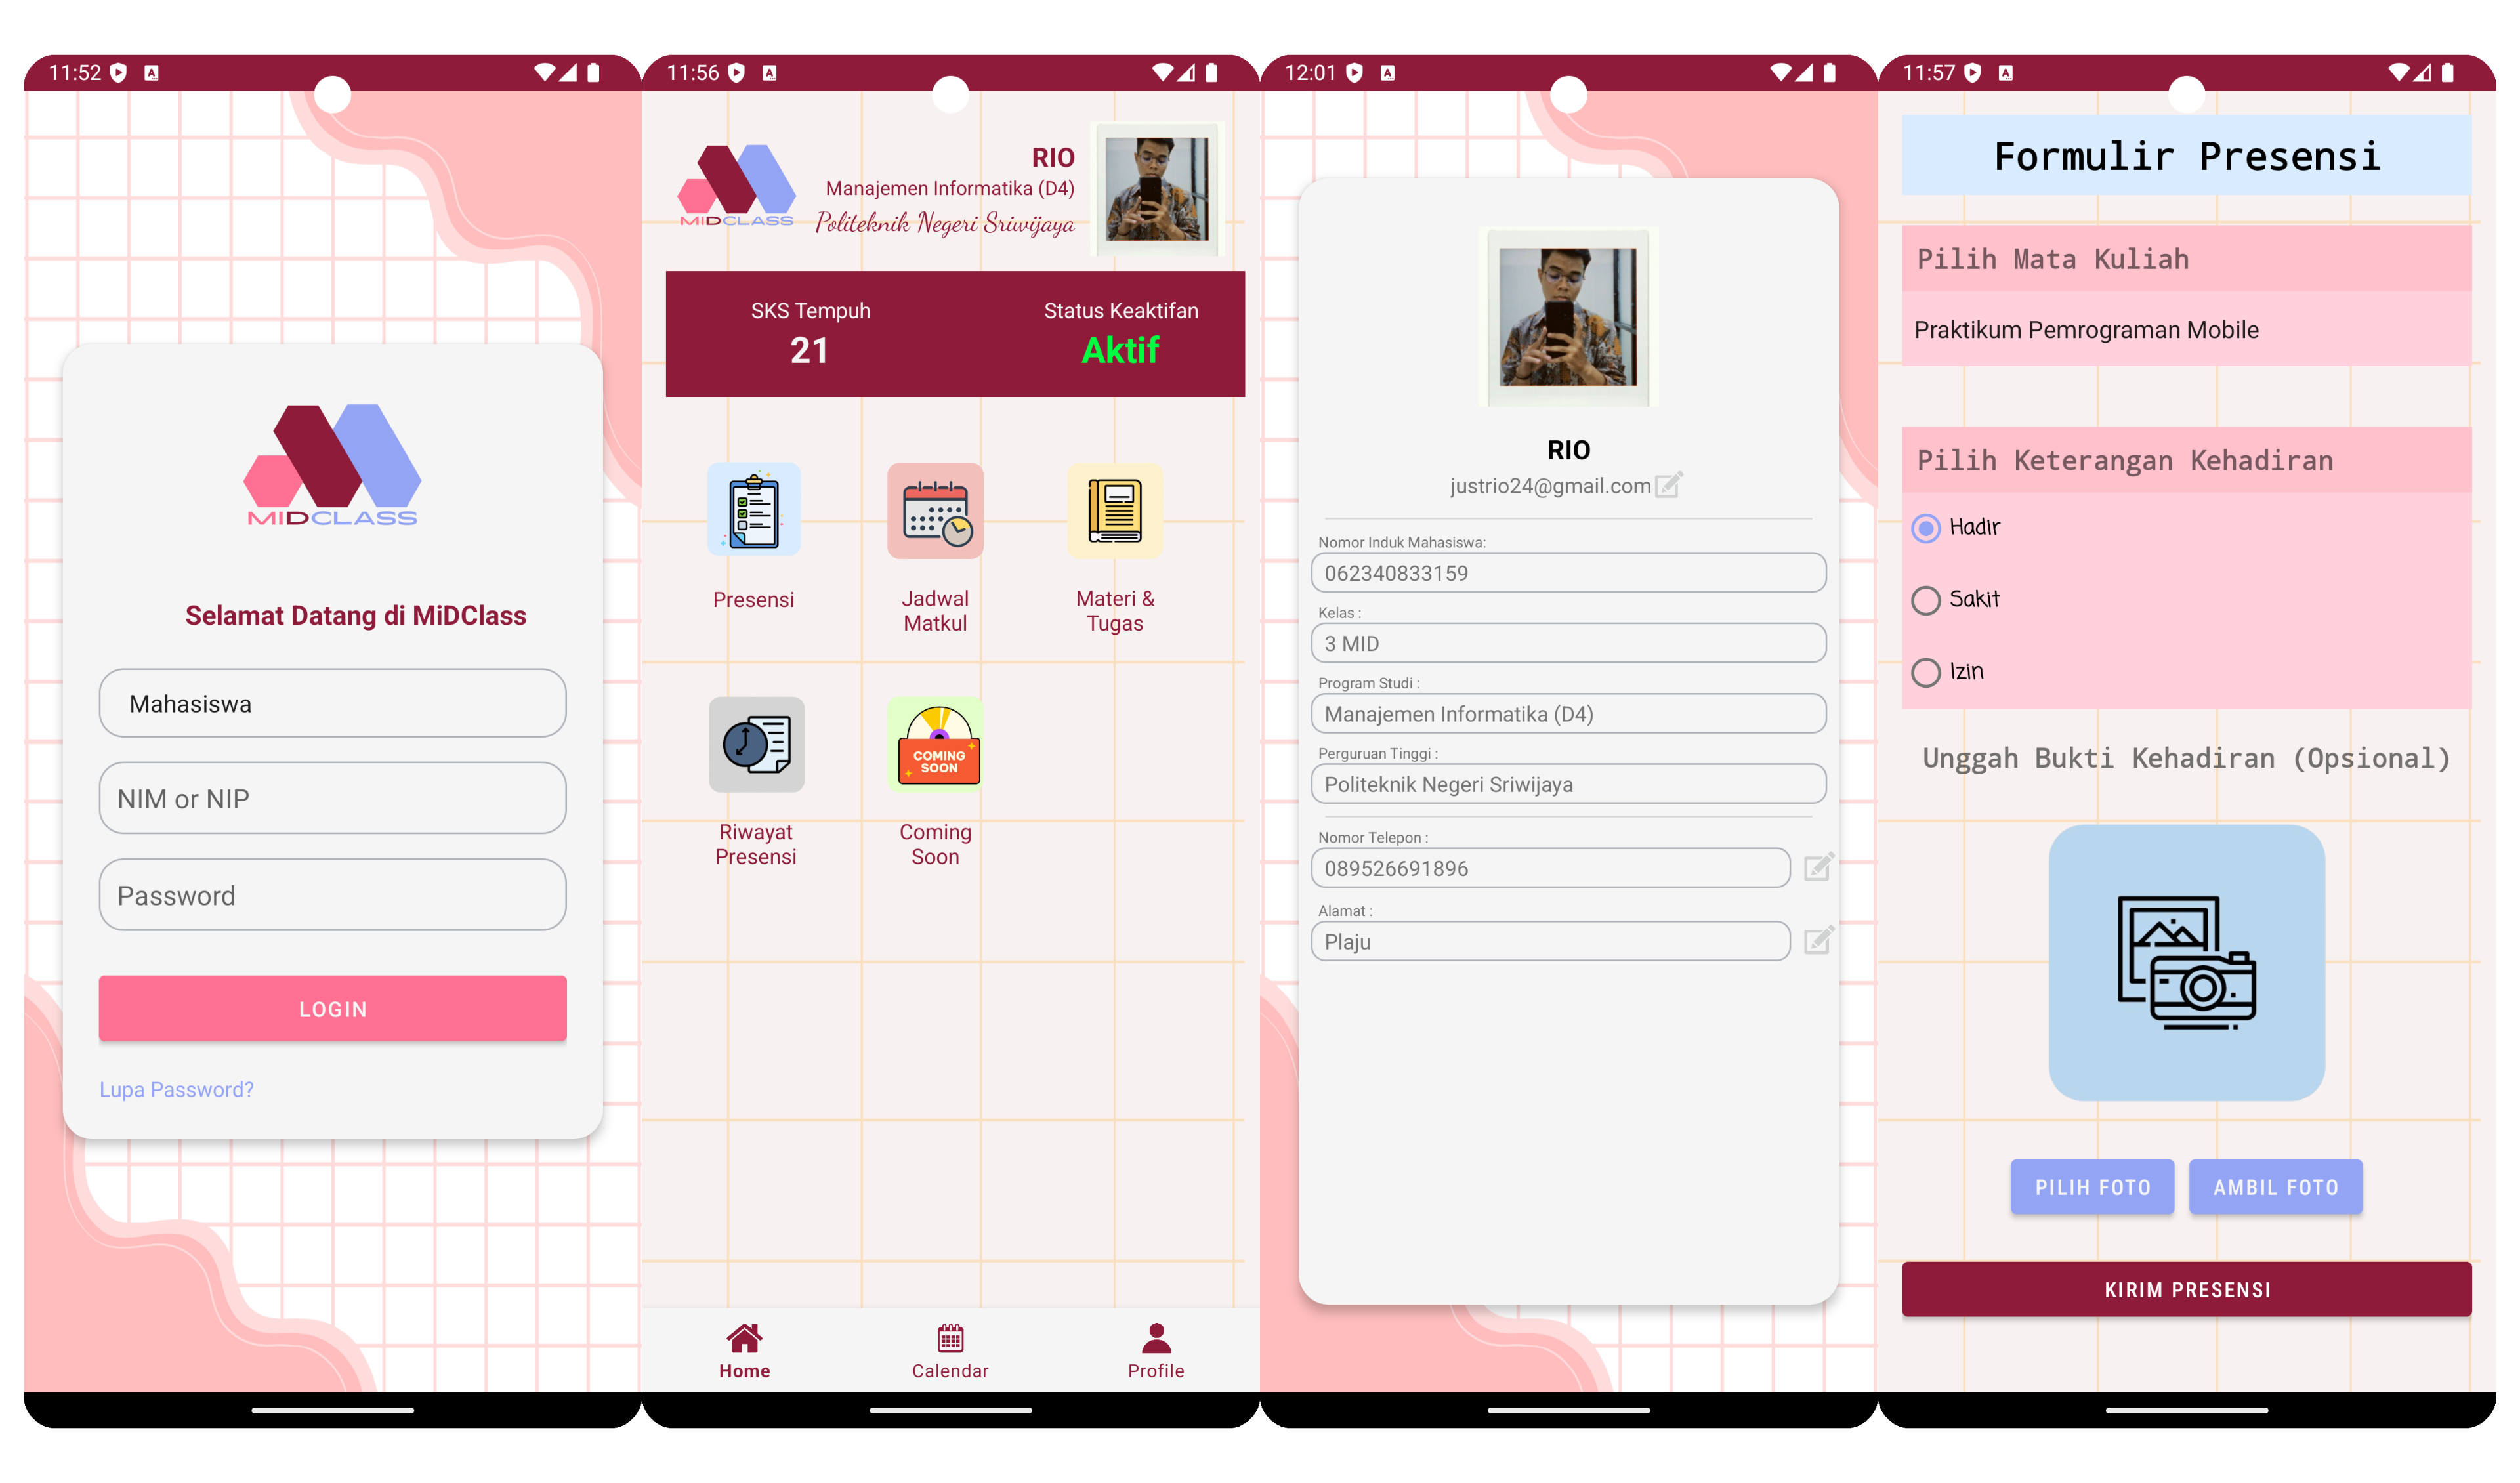 11:52
MIDCLASS
Selamat Datang di MiDClass
Mahasiswa
NIM or NIP
Password
LOGIN
Lupa Password?
11:56
MIDCLASS
RIO
Manajemen Informatika (D4)
Politeknik Negeri Sriwijaya
SKS Tempuh
21
Status Keaktifan
Aktif
Presensi
Jadwal
Matkul
Materi &
Tugas
COMING
SOON
Riwayat
Presensi
Coming
Soon
Home
Calendar
Profile
12:01
RIO
justrio24@gmail.com
Nomor Induk Mahasiswa:
062340833159
Kelas :
3 MID
Program Studi :
Manajemen Informatika (D4)
Perguruan Tinggi :
Politeknik Negeri Sriwijaya
Nomor Telepon :
089526691896
Alamat :
Plaju
11:57
Formulir Presensi
Pilih Mata Kuliah
Praktikum Pemrograman Mobile
Pilih Keterangan Kehadiran
Hadir
Sakit
Izin
Unggah Bukti Kehadiran (Opsional)
PILIH FOTO
AMBIL FOTO
KIRIM PRESENSI